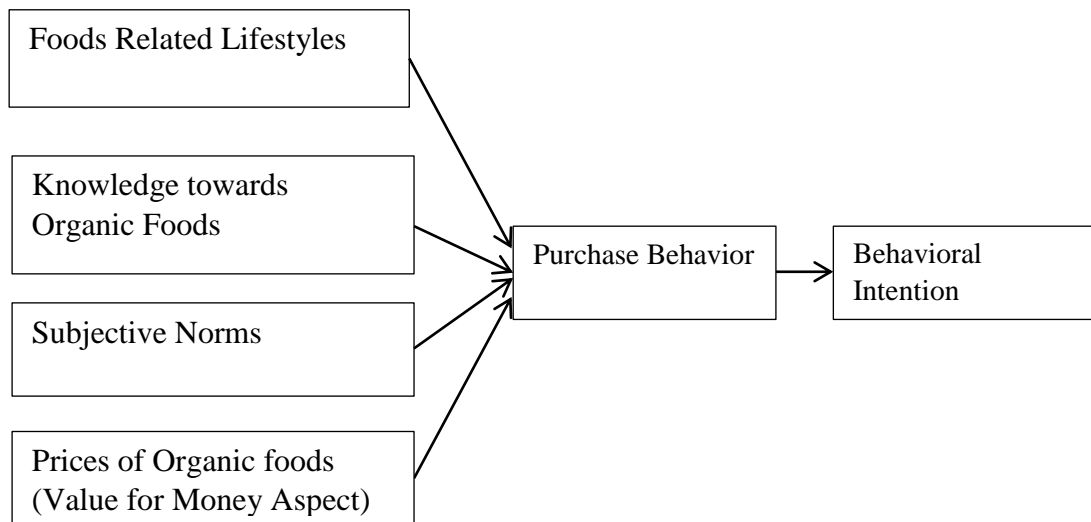 Foods Related Lifestyles
Knowledge towards
Organic Foods
Subjective Norms
Prices of Organic foods
(Value for Money Aspect)
Purchase Behavior
Behavioral
Intention